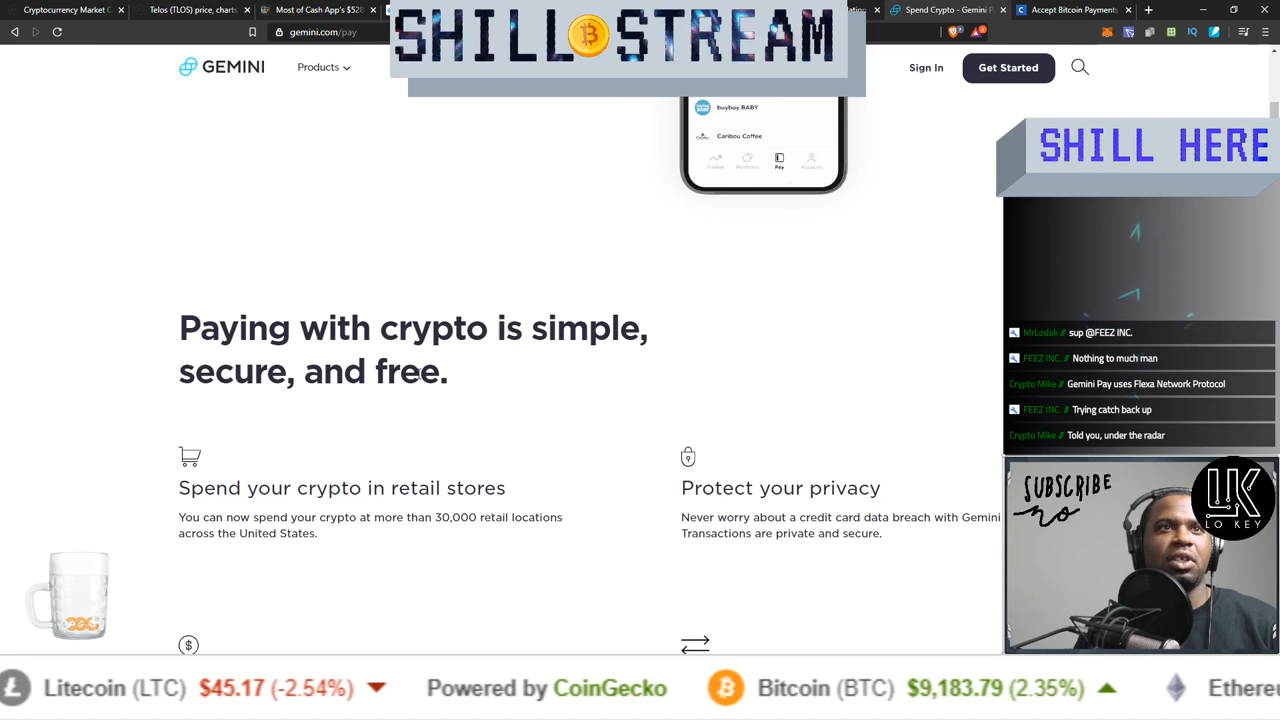 Cryptocurrency Market C
Telos (TLOS) price, charts
Most of Cash App's $528
Spend Crypto - Gemini P
Accept Bitcoin Payments
gemini.com/pay
SHILL STREAM
GEMINI
Products
Sign In
Get Started
buybuy BABY
Caribou Coffee
Market
Portfolio
Pay
Account
SHILL HERE
Paying with crypto is simple,
secure, and free.
MrLodak // sup @FEEZ INC.
FEEZ INC. // Nothing to much man
Crypto Mike // Gemini Pay uses Flexa Network Protocol
FEEZ INC. // Trying catch back up
Crypto Mike // Told you, under the radar
Spend your crypto in retail stores
You can now spend your crypto at more than 30,000 retail locations
across the United States.
Protect your privacy
Never worry about a credit card data breach with Gemini
Transactions are private and secure.
SUBSCRIBE
no
LK
LO KEY
Litecoin (LTC) $45.17 (-2.54%)
Powered by CoinGecko
Bitcoin (BTC) $9,183.79 (2.35%)
Ethere